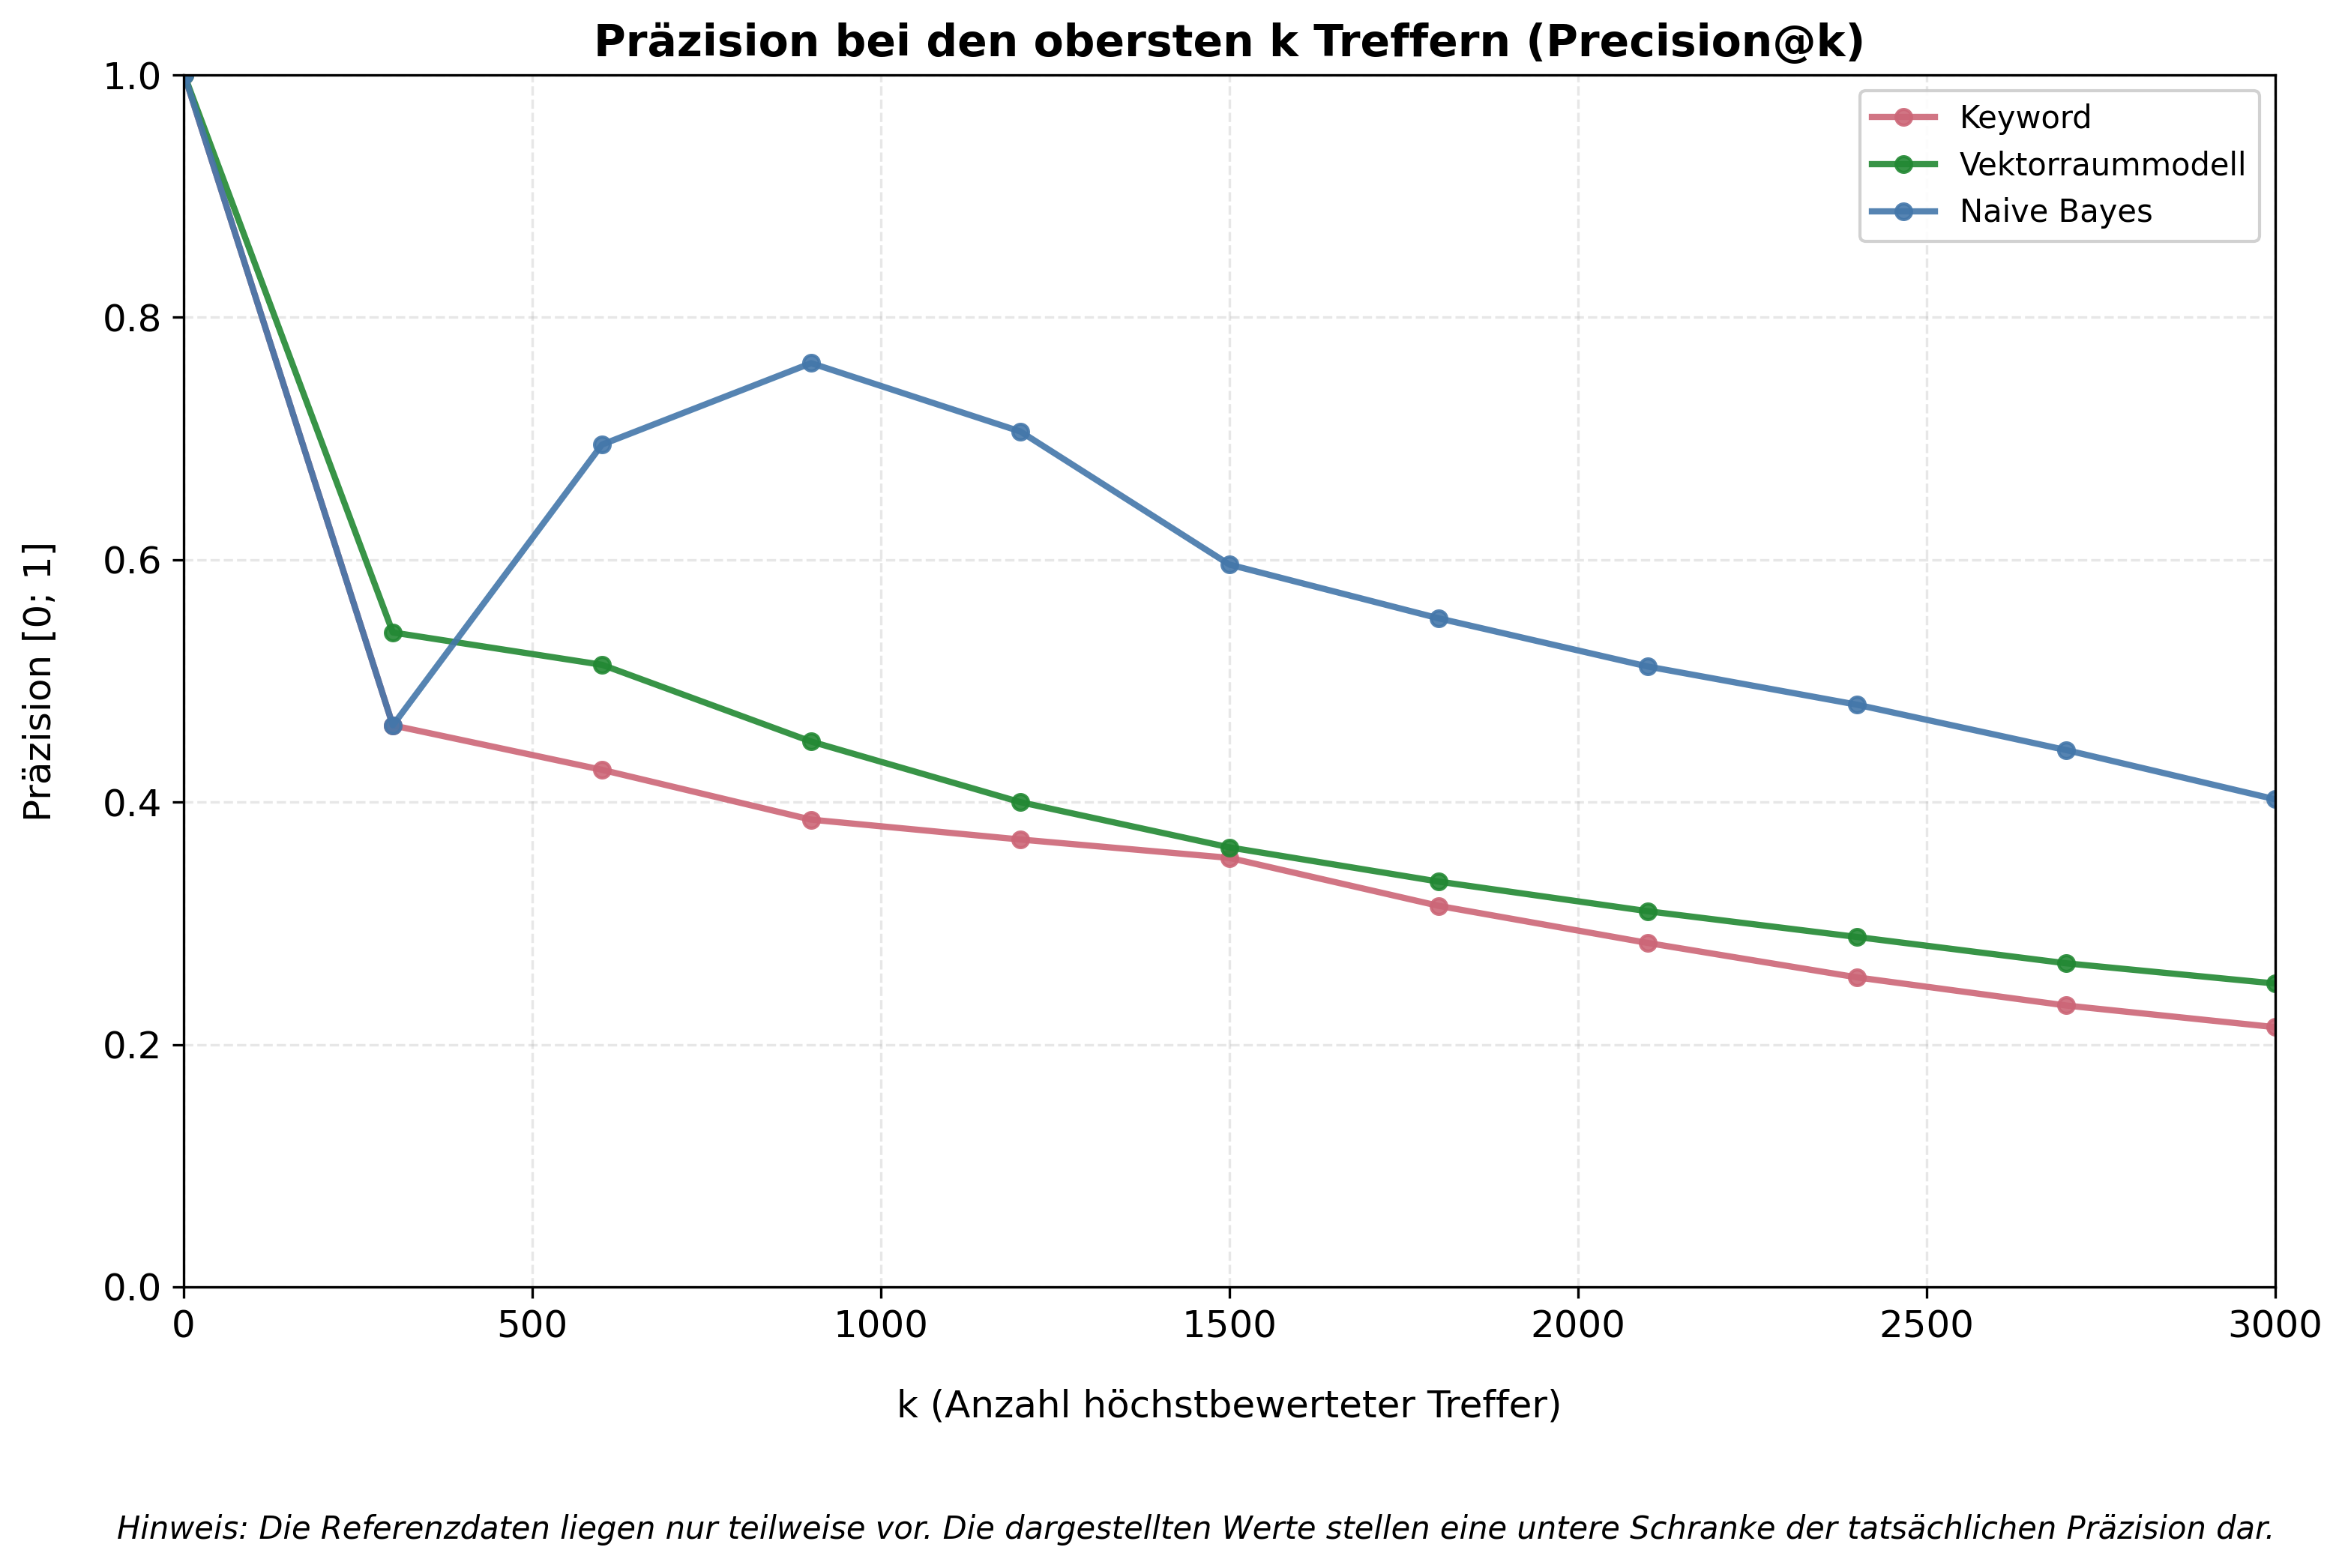 Präzision bei den obersten k Treffern (Precision@k)
1.0
0.8
0.6
0.4
0.2
0.0
Präzision [0; 1]
Keyword
Vektorraummodell
Naive Bayes
0 500 1000 1500 2000 2500 3000
k (Anzahl höchstbewerteter Treffer)
Hinweis: Die Referenzdaten liegen nur teilweise vor. Die dargestellten Werte stellen eine untere Schranke der tatsächlichen Präzision dar.